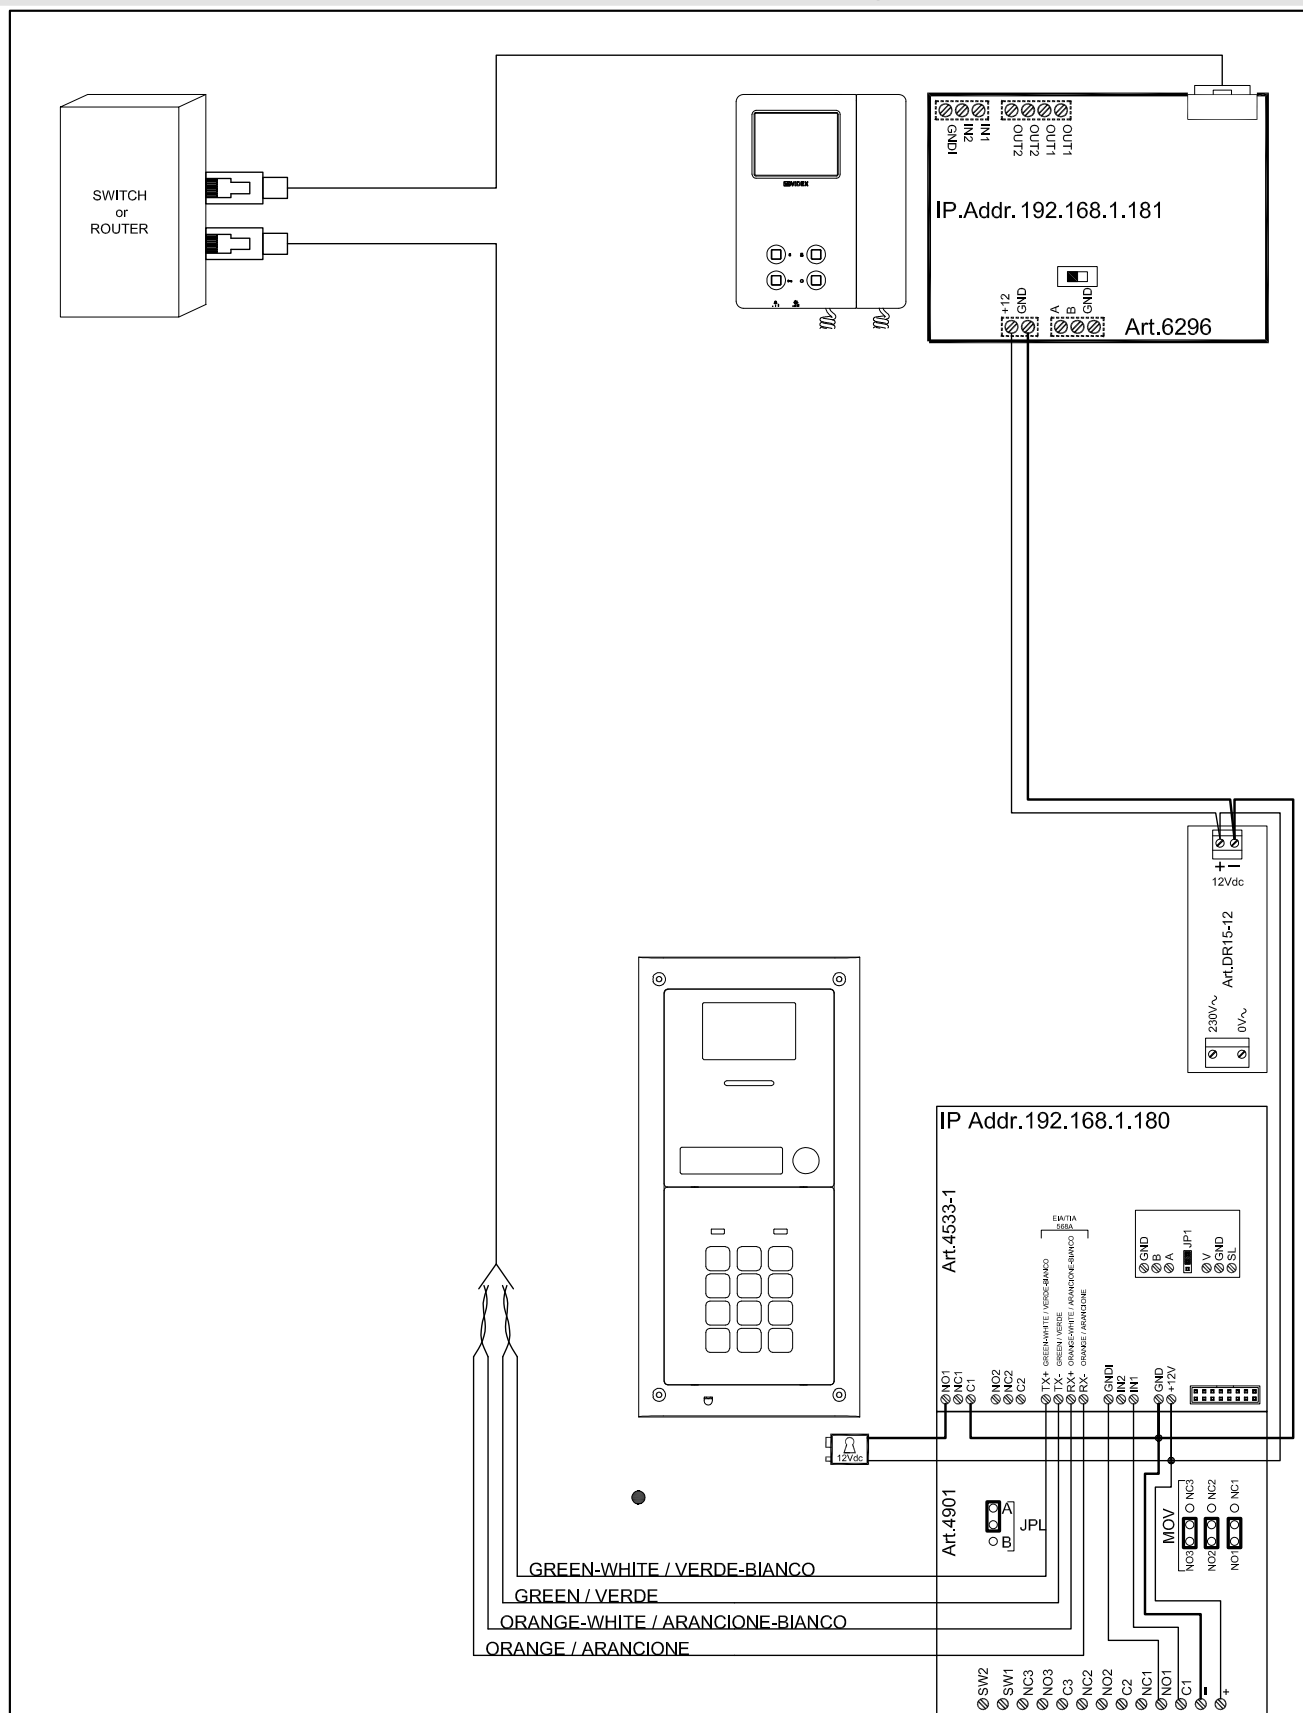 SWITCH
or
ROUTER
VIDEX
GNDI
IN2
IN1
OUT2
OUT2
OUT1
OUT1
IP.Addr. 192.168.1.181
+12
GND
A
B
GND
Art.6296
+ −
12Vdc
Art.DR15-12
230V~
0V~
IP Addr.192.168.1.180
Art.4533-1
EIA/TIA
568A
GND
B
A
JP1
V
GND
SL
NO1
NC1
C1
NO2
NC2
C2
TX+ GREEN-WHITE / VERDE-BIANCO
TX- GREEN / VERDE
RX+ ORANGE-WHITE / ARANCIONE-BIANCO
RX- ORANGE / ARANCIONE
GNDI
IN2
IN1
GND
+12V
12Vdc
Art.4901
A
B
JPL
MOV
NO3
NC3
NO2
NC2
NO1
NC1
GREEN-WHITE / VERDE-BIANCO
GREEN / VERDE
ORANGE-WHITE / ARANCIONE-BIANCO
ORANGE / ARANCIONE
SW2
SW1
NC3
NO3
C3
NC2
NO2
C2
NC1
NO1
C1
-
+